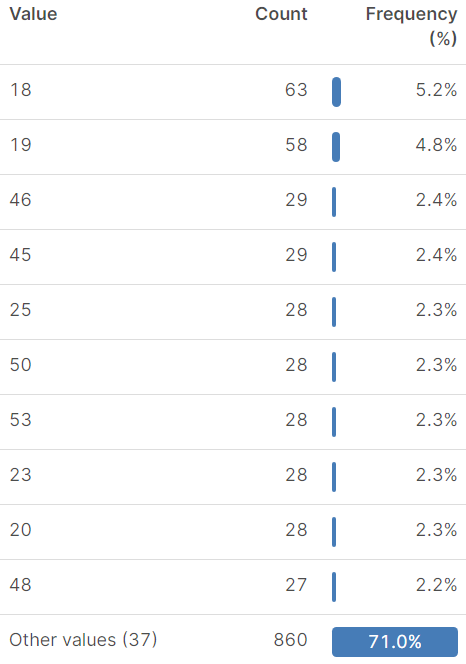 Value Count Frequency
(%)
18 63 5.2%
19 58 4.8%
46 29 2.4%
45 29 2.4%
25 28 2.3%
50 28 2.3%
53 28 2.3%
23 28 2.3%
20 28 2.3%
48 27 2.2%
Other values (37) 860 71.0%